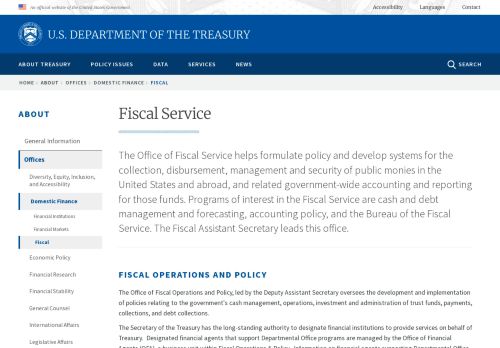 An official website of the United States Government
Accessibility Languages Contact
U.S. DEPARTMENT OF THE TREASURY
ABOUT TREASURY POLICY ISSUES DATA SERVICES NEWS SEARCH
HOME > ABOUT > OFFICES > DOMESTIC FINANCE > FISCAL
ABOUT
General Information
Offices
Diversity, Equity, Inclusion,
and Accessibility
Domestic Finance
Financial Institutions
Financial Markets
Fiscal
Economic Policy
Financial Research
Financial Stability
General Counsel
International Affairs
Legislative Affairs
Fiscal Service
The Office of Fiscal Service helps formulate policy and develop systems for the
collection, disbursement, management and security of public monies in the
United States and abroad, and related government-wide accounting and reporting
for those funds. Programs of interest in the Fiscal Service are cash and debt
management and forecasting, accounting policy, and the Bureau of the Fiscal
Service. The Fiscal Assistant Secretary leads this office.
FISCAL OPERATIONS AND POLICY
The Office of Fiscal Operations and Policy, led by the Deputy Assistant Secretary oversees the development and implementation
of policies relating to the government's cash management, operations, investment and administration of trust funds, payments,
collections, and debt collections.
The Secretary of the Treasury has the long-standing authority to designate financial institutions to provide services on behalf of
Treasury. Designated financial agents that support Departmental Office programs are managed by the Office of Financial